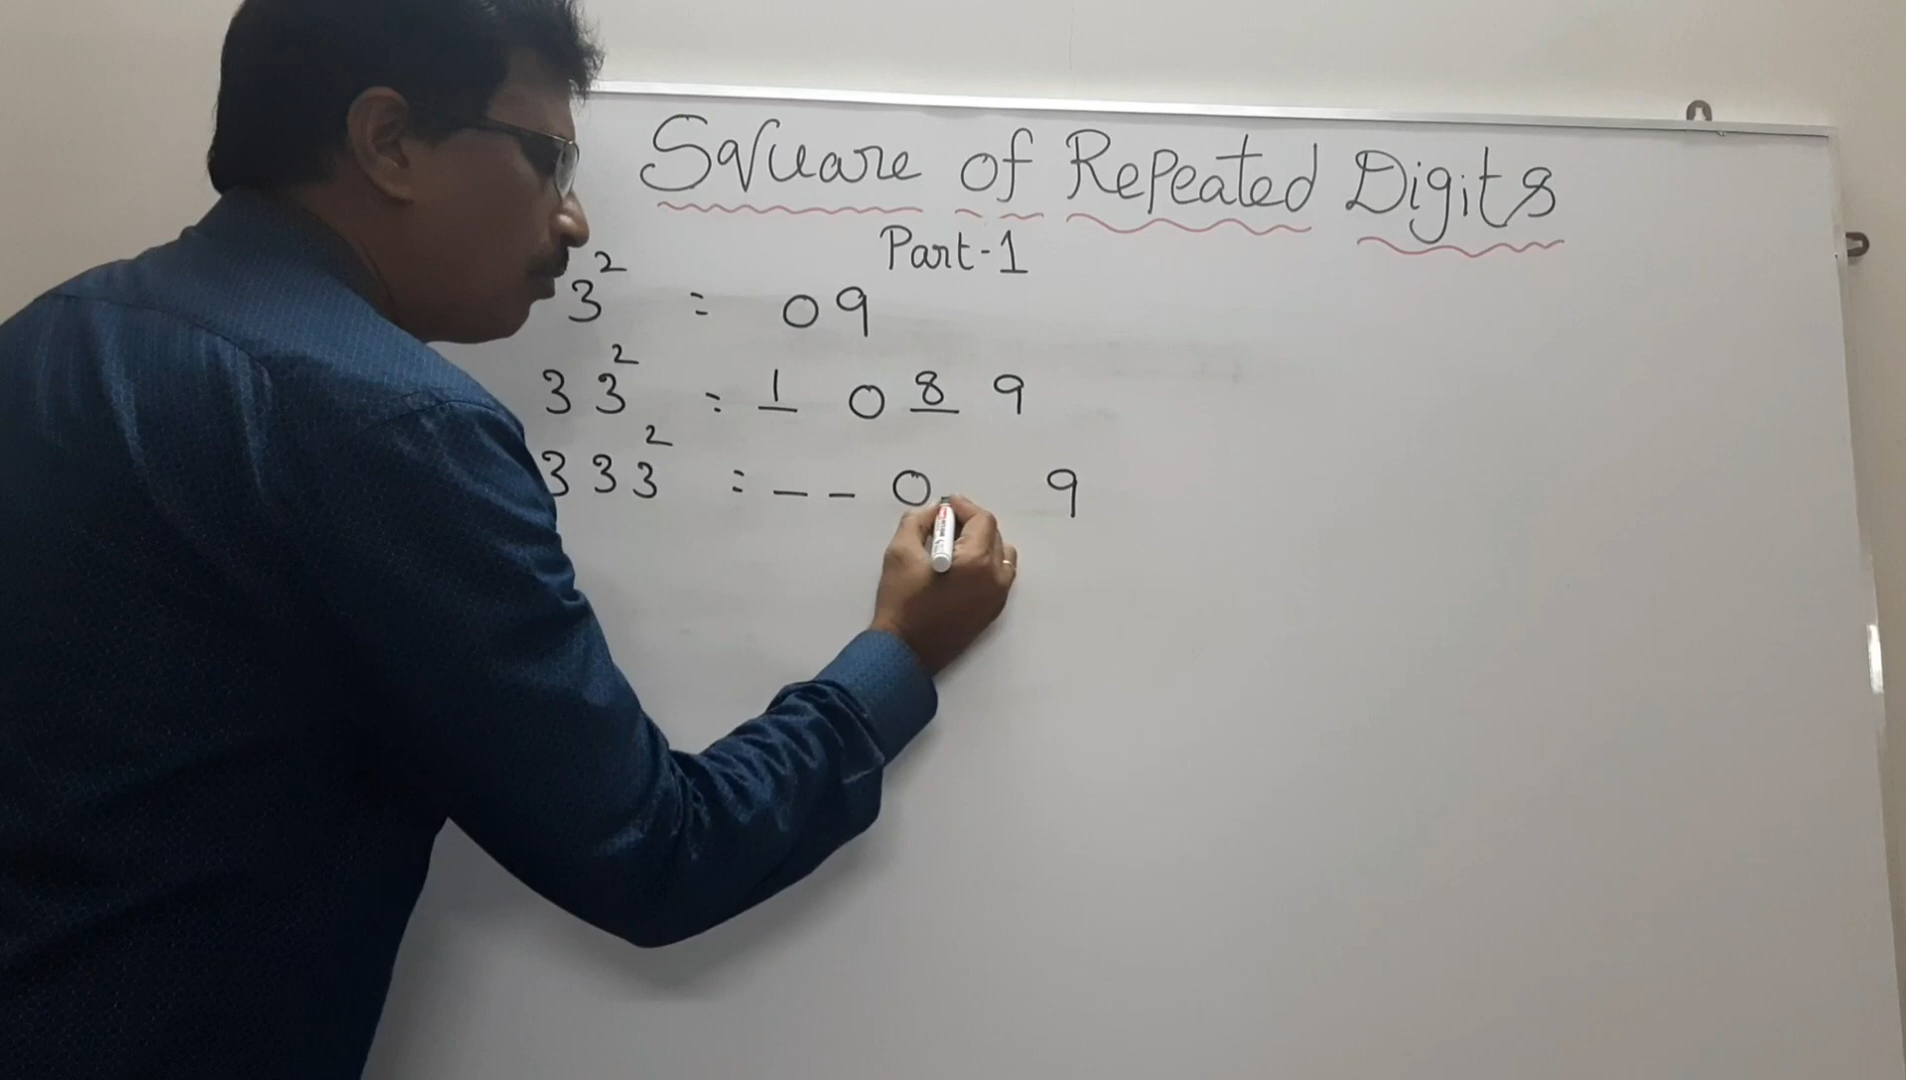 Square of Repeated Digits
Part-1
3² = 09
33² = 1 0 8 9
333² = _ _ 0 _ 9